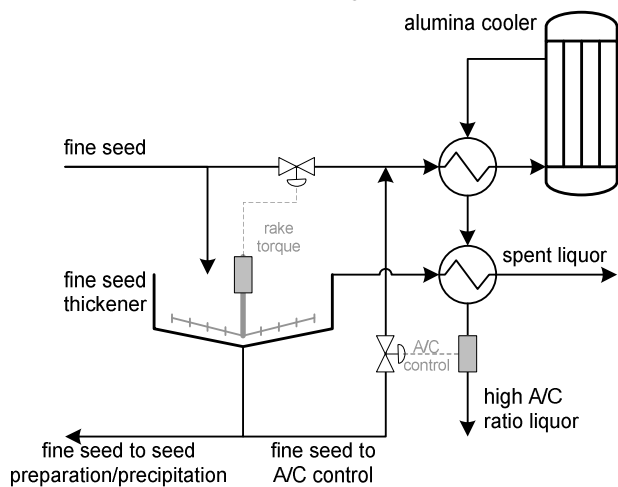 alumina cooler
fine seed
rake
torque
fine seed
thickener
spent liquor
A/C
control
high A/C
ratio liquor
fine seed to seed
preparation/precipitation
fine seed to
A/C control